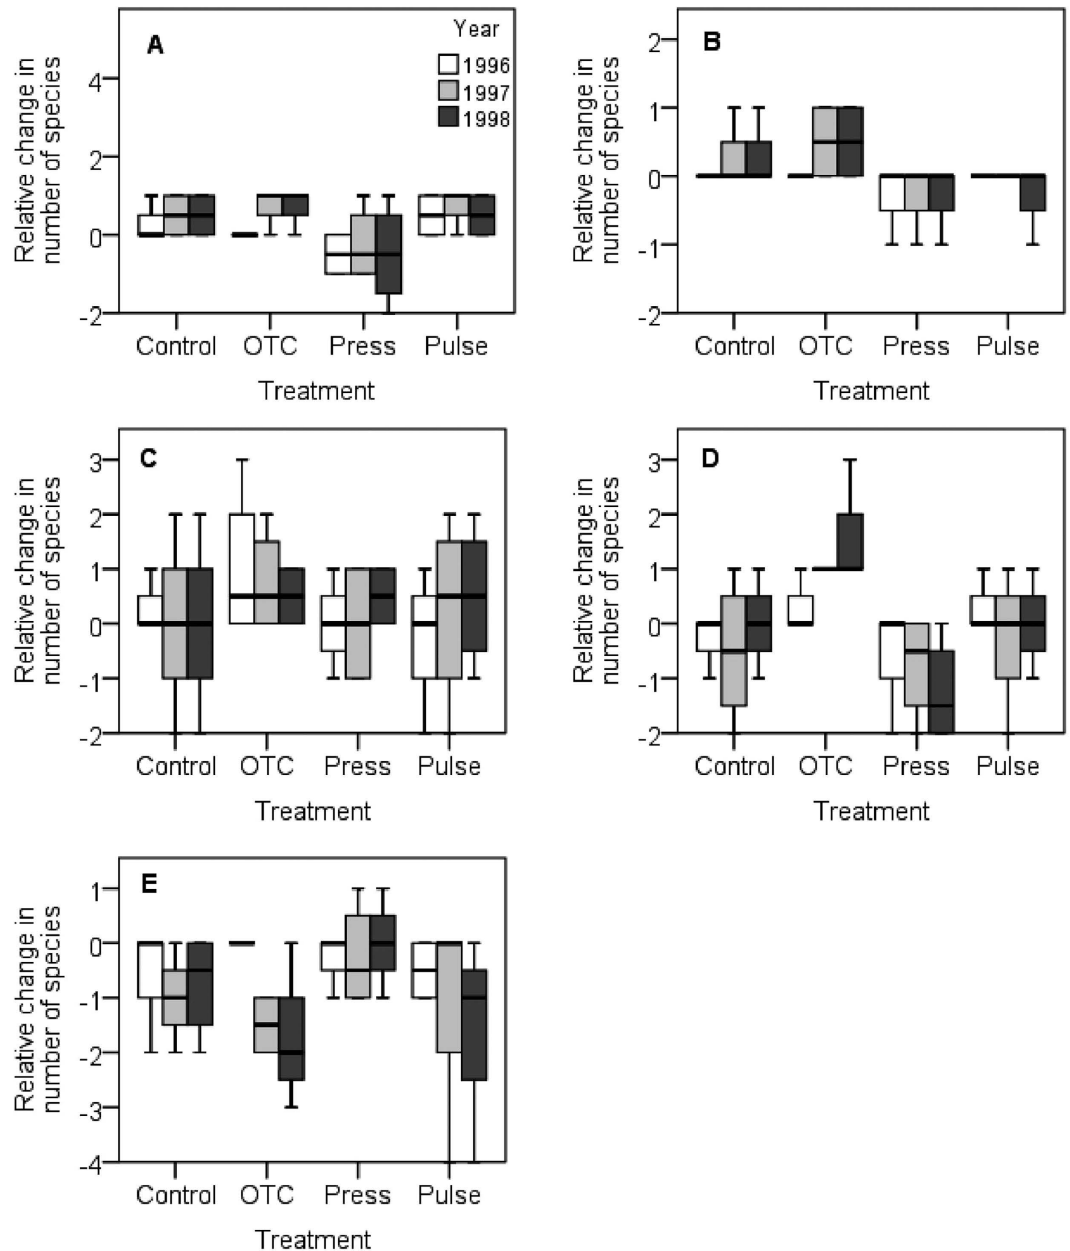 A
Year
1996
1997
1998
Relative change in
number of species
4
2
0
-2
Control OTC Press Pulse
Treatment
B
Relative change in
number of species
2
1
0
-1
-2
Control OTC Press Pulse
Treatment
C
Relative change in
number of species
3
2
1
0
-1
-2
Control OTC Press Pulse
Treatment
D
Relative change in
number of species
3
2
1
0
-1
-2
Control OTC Press Pulse
Treatment
E
Relative change in
number of species
1
0
-1
-2
-3
-4
Control OTC Press Pulse
Treatment